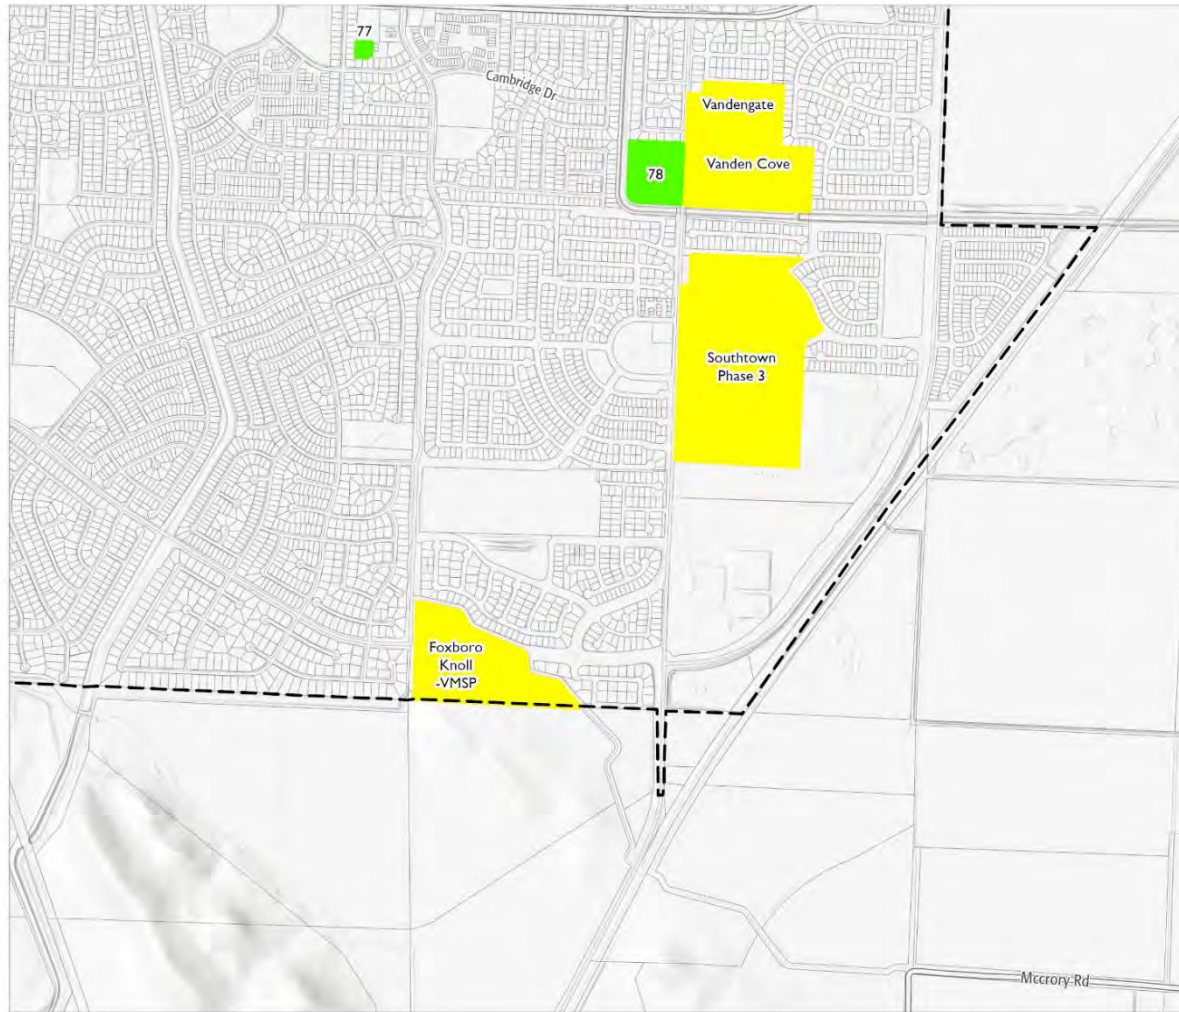 77
Cambridge Dr
Vandengate
78
Vanden Cove
Southtown
Phase 3
Foxboro
Knoll
-VMSP
Mccrory Rd